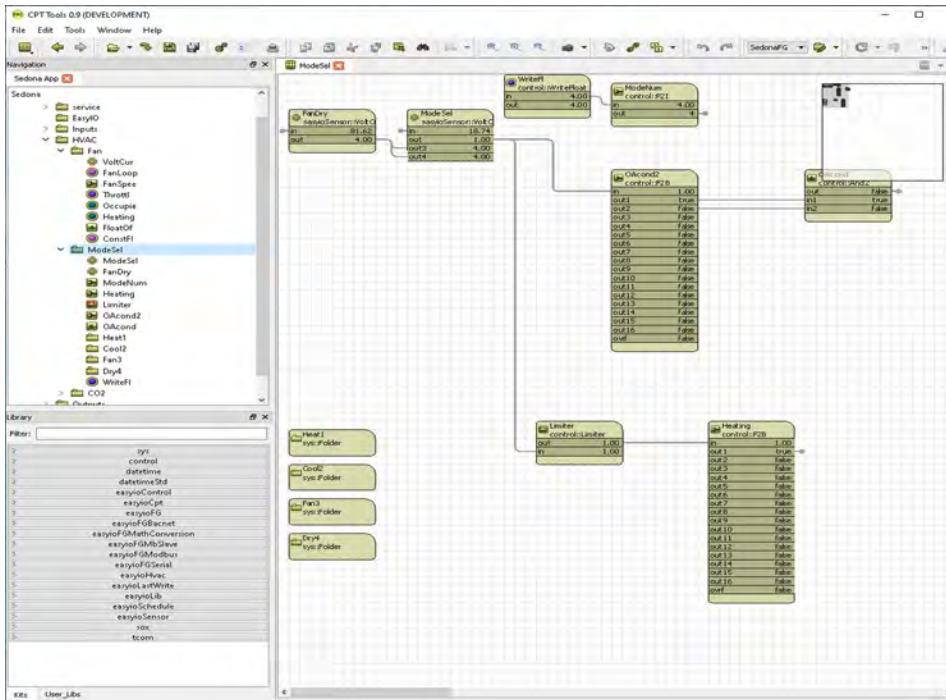 CPT Tools 0.9 (DEVELOPMENT)
File Edit Tools Window Help
SedonaFG
Navigation
Sedona App
Sedona
service
EasyIO
Inputs
HVAC
Fan
VoltCur
FanLoop
FanSpee
Throttl
Occupie
Heating
FloatOf
ConstFl
ModeSel
ModeSel
FanDry
ModeNum
Heating
Limiter
OAcond2
OAcond
Heat1
Cool2
Fan3
Dry4
WriteFl
CO2
Outputs
Library
Filter:
sys
control
datetime
datetimeStd
easyioControl
easyioCpt
easyioFG
easyioFGBacnet
easyioFGMathConversion
easyioFGMbSlave
easyioFGModbus
easyioFGSerial
easyioHvac
easyioLastWrite
easyioLib
easyioSchedule
easyioSensor
sox
tcom
Kits User_Libs
ModeSel
WriteFl
control::WriteFloat
in 4.00
out 4.00
ModeNum
control::F2I
in 4.00
out 4
FanDry
easyioSensor::VoltC
in 81.62
out 4.00
ModeSel
easyioSensor::VoltC
in 18.74
out 1.00
out3 4.00
out4 4.00
OAcond2
control::F2B
in 1.00
out1 true
out2 false
out3 false
out4 false
out5 false
out6 false
out7 false
out8 false
out9 false
out10 false
out11 false
out12 false
out13 false
out14 false
out15 false
out16 false
ovrf false
OAcond
control::And2
out false
in1 true
in2 false
Heat1
sys::Folder
Cool2
sys::Folder
Fan3
sys::Folder
Dry4
sys::Folder
Limiter
control::Limiter
out 1.00
in 1.00
Heating
control::F2B
in 1.00
out1 true
out2 false
out3 false
out4 false
out5 false
out6 false
out7 false
out8 false
out9 false
out10 false
out11 false
out12 false
out13 false
out14 false
out15 false
out16 false
ovrf false